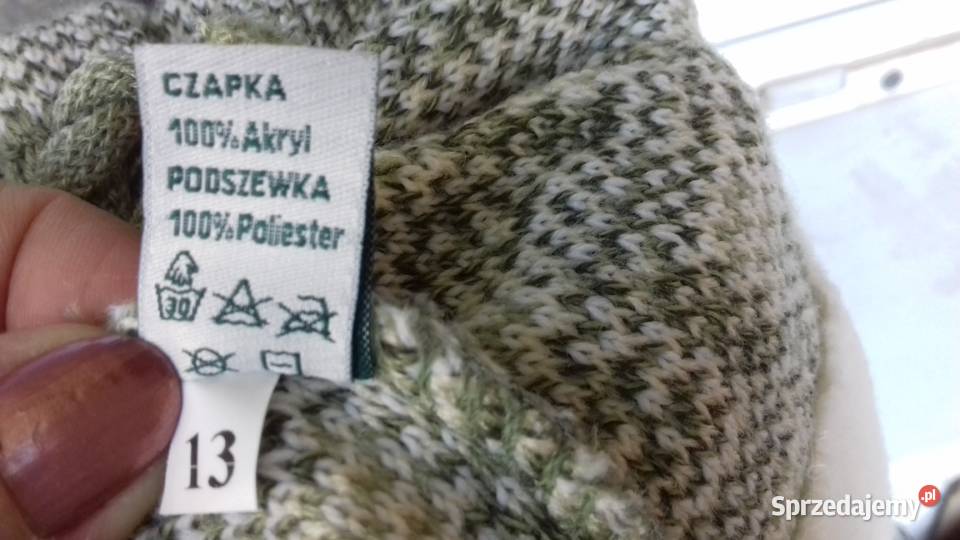 CZAPKA
100%Akryl
PODSZEWKA
100%Poliester
30
13
Sprzedajemy.pl